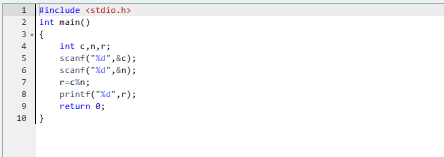 1 #include <stdio.h>
2 int main()
3 {
4 int c,n,r;
5 scanf("%d",&c);
6 scanf("%d",&n);
7 r=c%n;
8 printf("%d",r);
9 return 0;
10 }